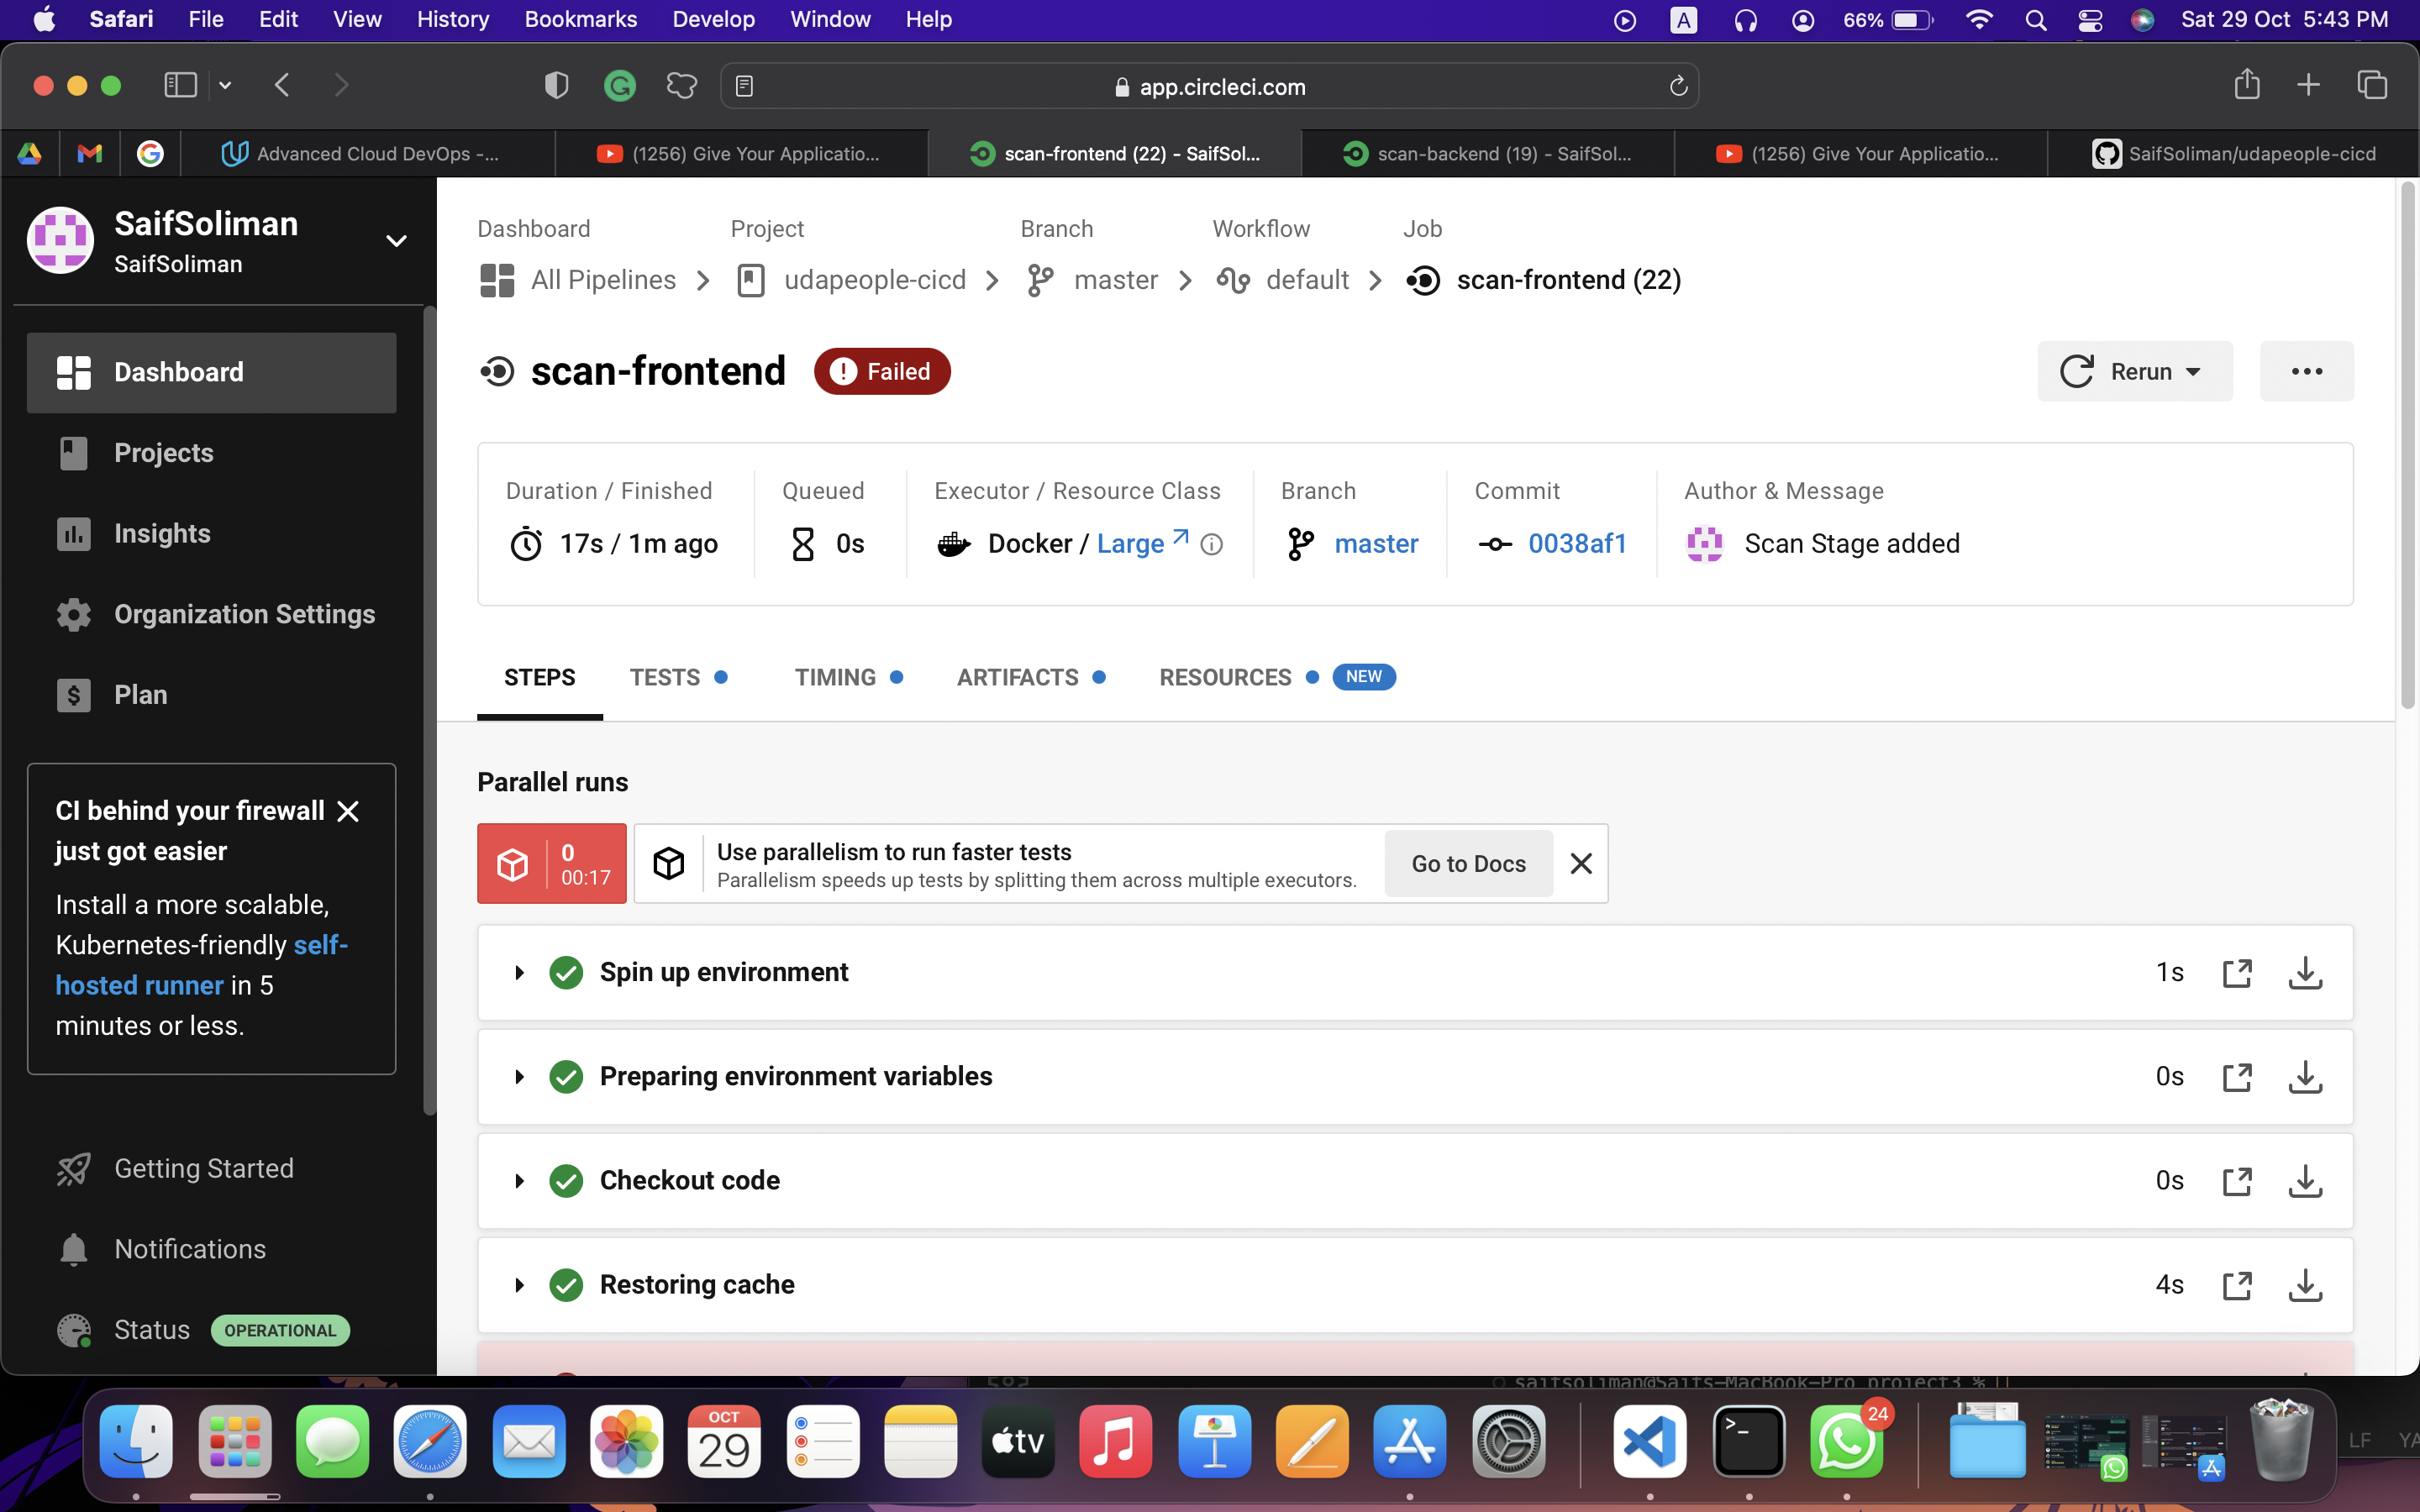 Safari File Edit View History Bookmarks Develop Window Help
A 66% Sat 29 Oct 5:43 PM
app.circleci.com
Advanced Cloud DevOps -...
(1256) Give Your Applicatio...
scan-frontend (22) - SaifSol...
scan-backend (19) - SaifSol...
(1256) Give Your Applicatio...
SaifSoliman/udapeople-cicd
SaifSoliman
SaifSoliman
Dashboard
Projects
Insights
Organization Settings
Plan
CI behind your firewall
just got easier
Install a more scalable,
Kubernetes-friendly self-
hosted runner in 5
minutes or less.
Getting Started
Notifications
Status OPERATIONAL
Dashboard Project Branch Workflow Job
All Pipelines udapeople-cicd master default scan-frontend (22)
scan-frontend Failed
Rerun
Duration / Finished Queued Executor / Resource Class Branch Commit Author & Message
17s / 1m ago 0s Docker / Large master 0038af1 Scan Stage added
STEPS TESTS TIMING ARTIFACTS RESOURCES NEW
Parallel runs
0
00:17
Use parallelism to run faster tests
Parallelism speeds up tests by splitting them across multiple executors.
Go to Docs
Spin up environment 1s
Preparing environment variables 0s
Checkout code 0s
Restoring cache 4s
saifsoliman@Saifs-MacBook-Pro project3 %
OCT
29
tv
24
LF